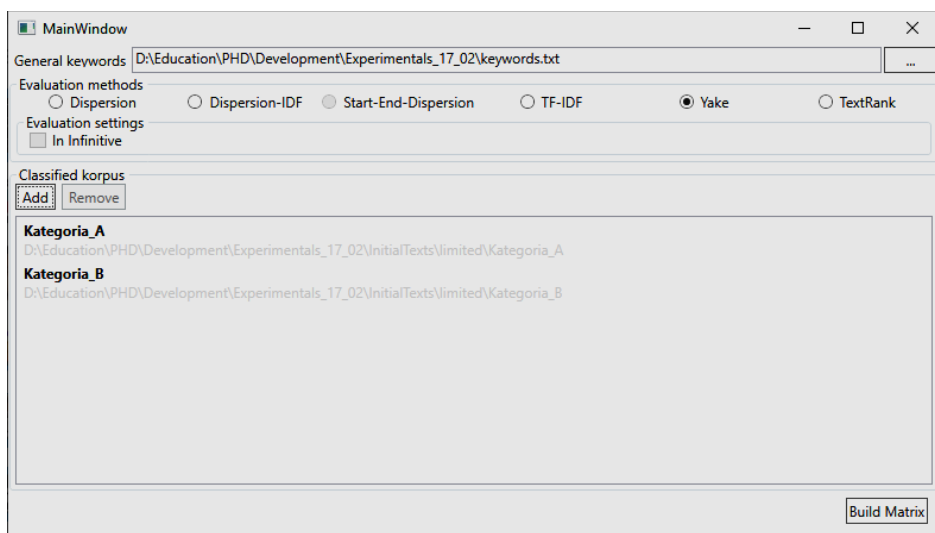 MainWindow
General keywords D:\Education\PHD\Development\Experimentals_17_02\keywords.txt ...
Evaluation methods
Dispersion Dispersion-IDF Start-End-Dispersion TF-IDF Yake TextRank
Evaluation settings
In Infinitive
Classified korpus
Add Remove
Kategoria_A
D:\Education\PHD\Development\Experimentals_17_02\InitialTexts\limited\Kategoria_A
Kategoria_B
D:\Education\PHD\Development\Experimentals_17_02\InitialTexts\limited\Kategoria_B
Build Matrix